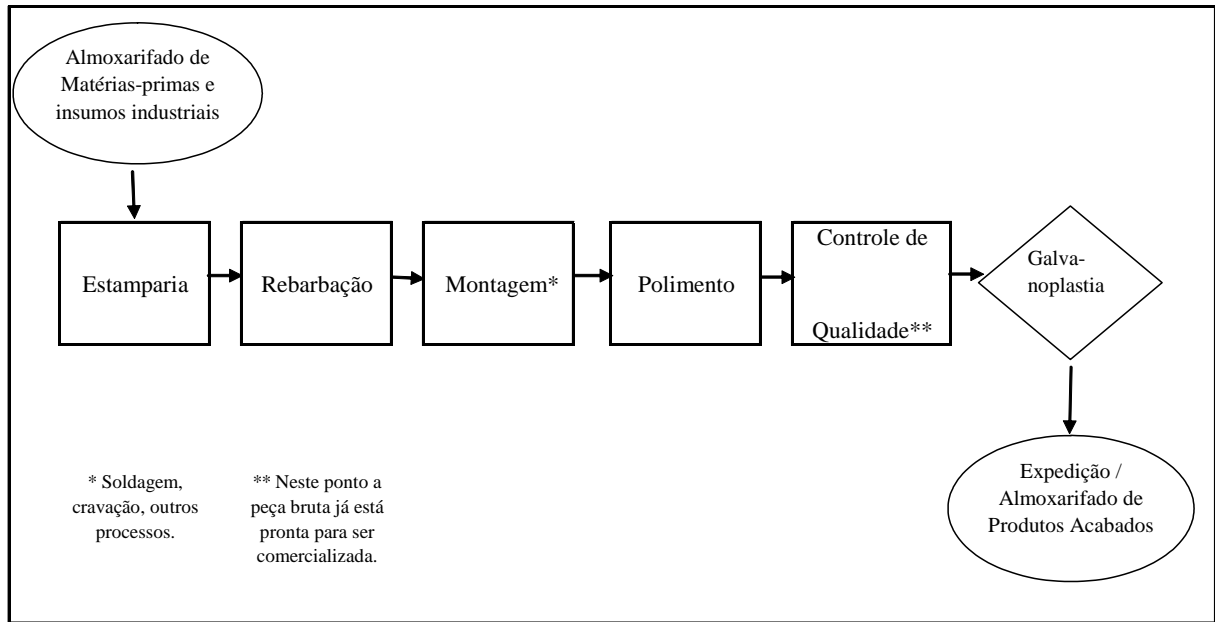 Almoxarifado de
Matérias-primas e
insumos industriais
Estamparia
Rebarbação
Montagem*
Polimento
Controle de
Qualidade**
Galva-
noplastia
* Soldagem,
cravação, outros
processos.
** Neste ponto a
peça bruta já está
pronta para ser
comercializada.
Expedição /
Almoxarifado de
Produtos Acabados